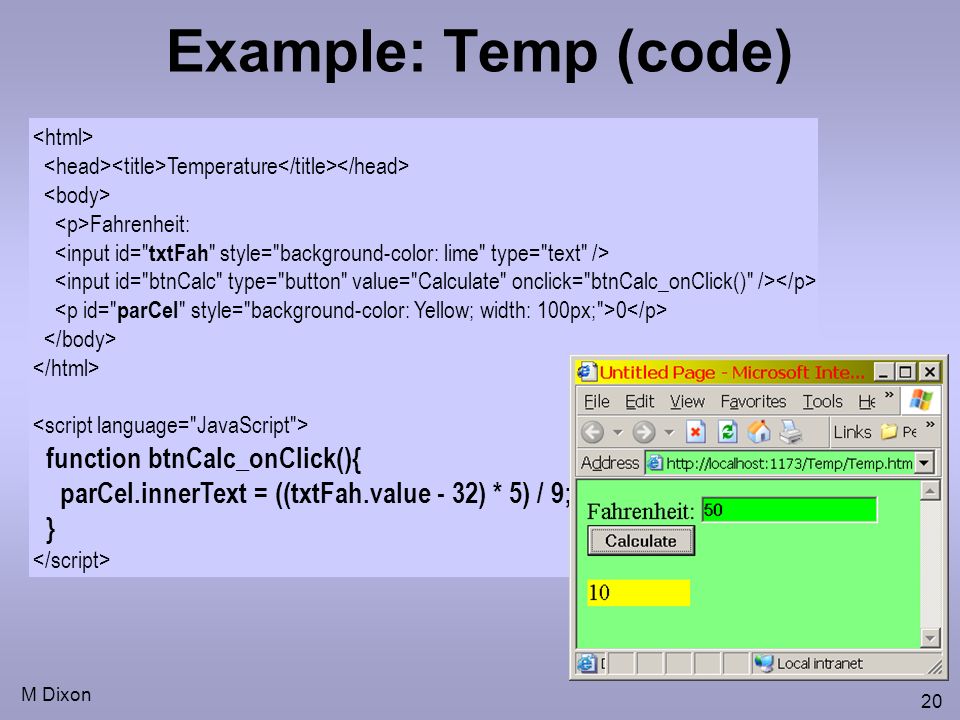 Example: Temp (code)
<html>
<head><title>Temperature</title></head>
<body>
<p>Fahrenheit:
<input id="txtFah" style="background-color: lime" type="text" />
<input id="btnCalc" type="button" value="Calculate" onclick="btnCalc_onClick()" /></p>
<p id="parCel" style="background-color: Yellow; width: 100px;">0</p>
</body>
</html>
<script language="JavaScript">
function btnCalc_onClick(){
parCel.innerText = ((txtFah.value - 32) * 5) / 9;
}
</script>
Untitled Page - Microsoft Inte...
File Edit View Favorites Tools He »
» Links » Pe
Address http://localhost:1173/Temp/Temp.htm
Fahrenheit: 50
Calculate
10
Local intranet
M Dixon
20